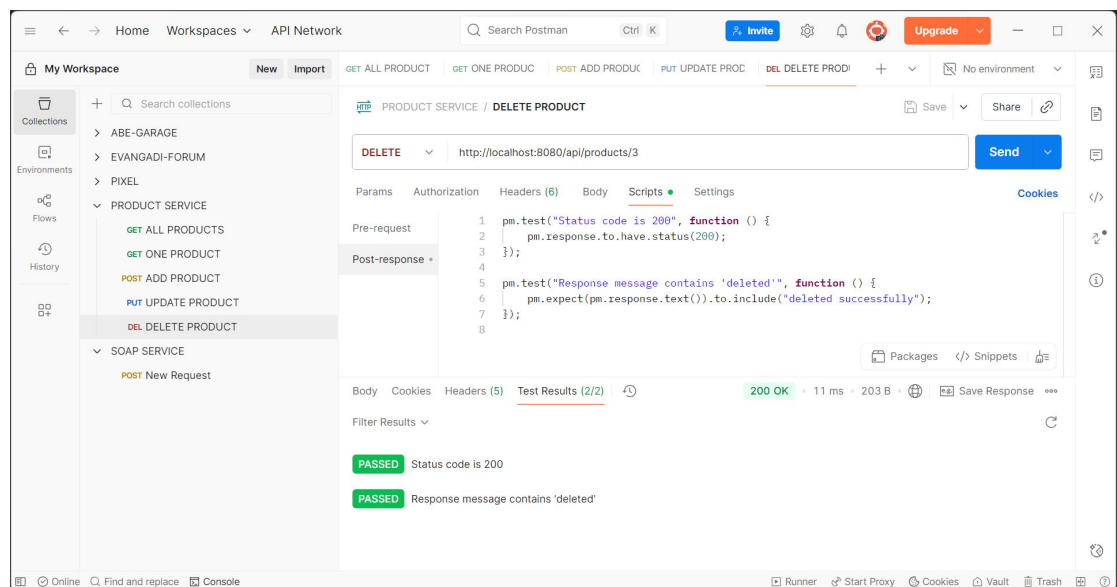 Home Workspaces API Network Search Postman Ctrl K Invite Upgrade
My Workspace New Import GET ALL PRODUCT GET ONE PRODUC POST ADD PRODUC PUT UPDATE PROD DEL DELETE PROD No environment
Collections
Environments
Flows
History
Search collections
ABE-GARAGE
EVANGADI-FORUM
PIXEL
PRODUCT SERVICE
GET ALL PRODUCTS
GET ONE PRODUCT
POST ADD PRODUCT
PUT UPDATE PRODUCT
DEL DELETE PRODUCT
SOAP SERVICE
POST New Request
HTTP PRODUCT SERVICE / DELETE PRODUCT Save Share
DELETE http://localhost:8080/api/products/3 Send
Params Authorization Headers (6) Body Scripts Settings Cookies
Pre-request
Post-response
1 pm.test("Status code is 200", function () {
2 pm.response.to.have.status(200);
3 });
4
5 pm.test("Response message contains 'deleted'", function () {
6 pm.expect(pm.response.text()).to.include("deleted successfully");
7 });
8
Packages </> Snippets
Body Cookies Headers (5) Test Results (2/2) 200 OK 11 ms 203 B e.g. Save Response
Filter Results
PASSED Status code is 200
PASSED Response message contains 'deleted'
Online Find and replace Console Runner Start Proxy Cookies Vault Trash